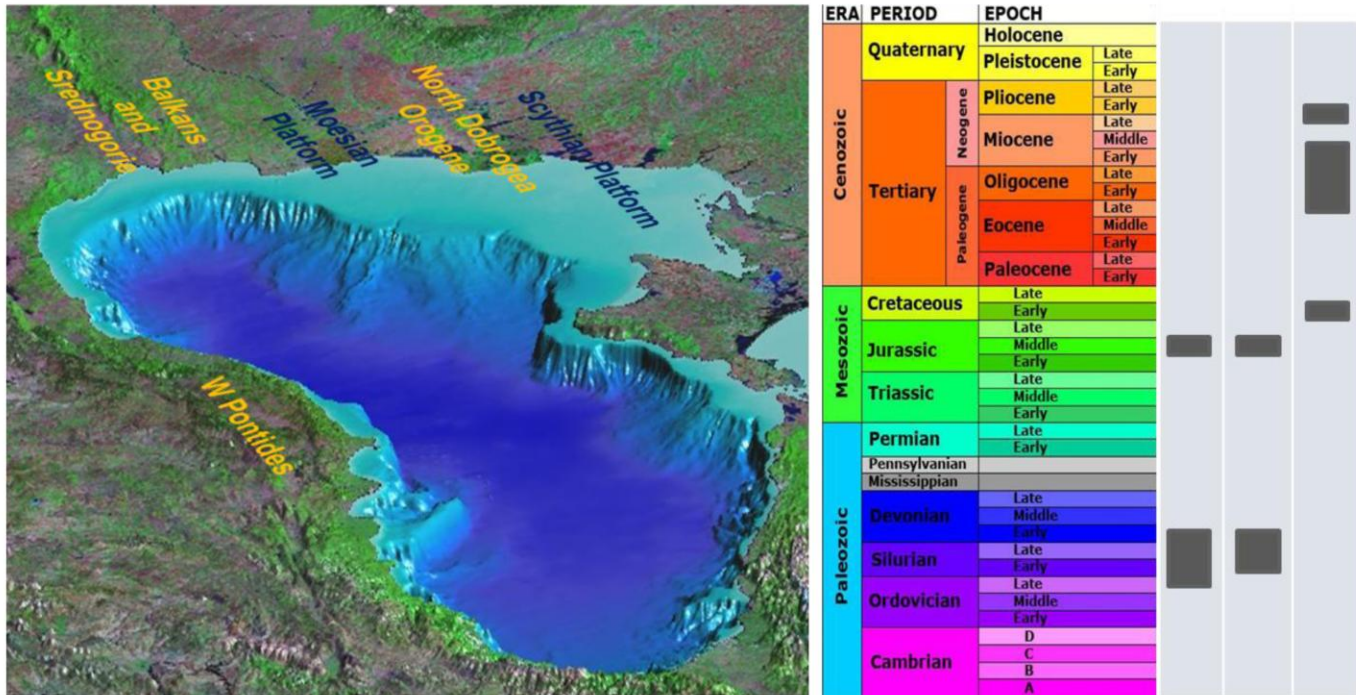 Srednogorie
and
Balkans
Moesian
Platform
North Dobrogea
Orogene
Scythian Platform
W Pontides
ERA PERIOD EPOCH
Cenozoic
Quaternary
Holocene
Pleistocene
Late
Early
Tertiary
Neogene
Pliocene
Late
Early
Miocene
Late
Middle
Early
Paleogene
Oligocene
Late
Early
Eocene
Late
Middle
Early
Paleocene
Late
Early
Mesozoic
Cretaceous
Late
Early
Jurassic
Late
Middle
Early
Triassic
Late
Middle
Early
Paleozoic
Permian
Late
Early
Pennsylvanian
Mississippian
Devonian
Late
Middle
Early
Silurian
Late
Early
Ordovician
Late
Middle
Early
Cambrian
D
C
B
A